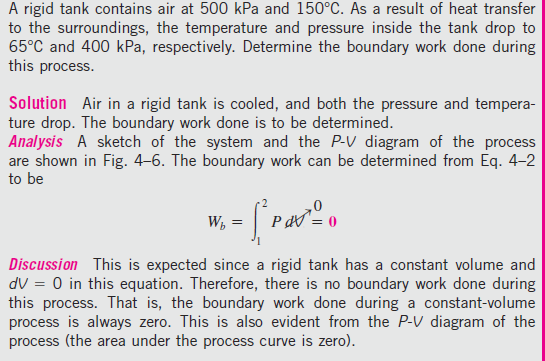 A rigid tank contains air at 500 kPa and 150°C. As a result of heat transfer
to the surroundings, the temperature and pressure inside the tank drop to
65°C and 400 kPa, respectively. Determine the boundary work done during
this process.
Solution Air in a rigid tank is cooled, and both the pressure and tempera-
ture drop. The boundary work done is to be determined.
Analysis A sketch of the system and the P-V diagram of the process
are shown in Fig. 4–6. The boundary work can be determined from Eq. 4–2
to be
W_b = ∫₁² P dV↗⁰ = 0
Discussion This is expected since a rigid tank has a constant volume and
dV = 0 in this equation. Therefore, there is no boundary work done during
this process. That is, the boundary work done during a constant-volume
process is always zero. This is also evident from the P-V diagram of the
process (the area under the process curve is zero).